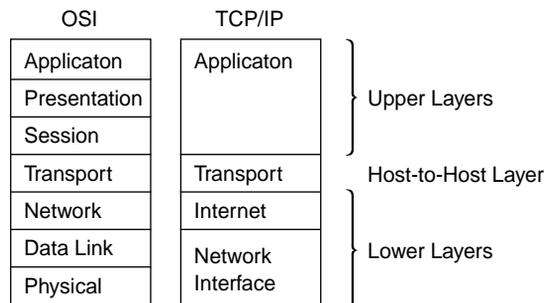 OSI
TCP/IP
Applicaton
Applicaton
Presentation
Upper Layers
Session
Transport
Transport
Host-to-Host Layer
Network
Internet
Data Link
Network
Interface
Lower Layers
Physical